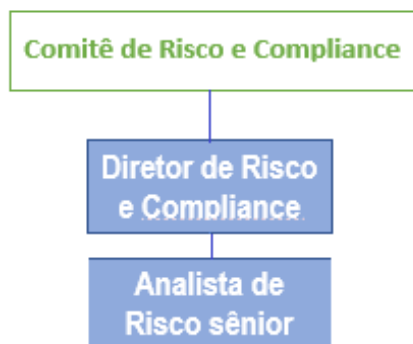 Comitê de Risco e Compliance
Diretor de Risco
e Compliance
Analista de
Risco sênior